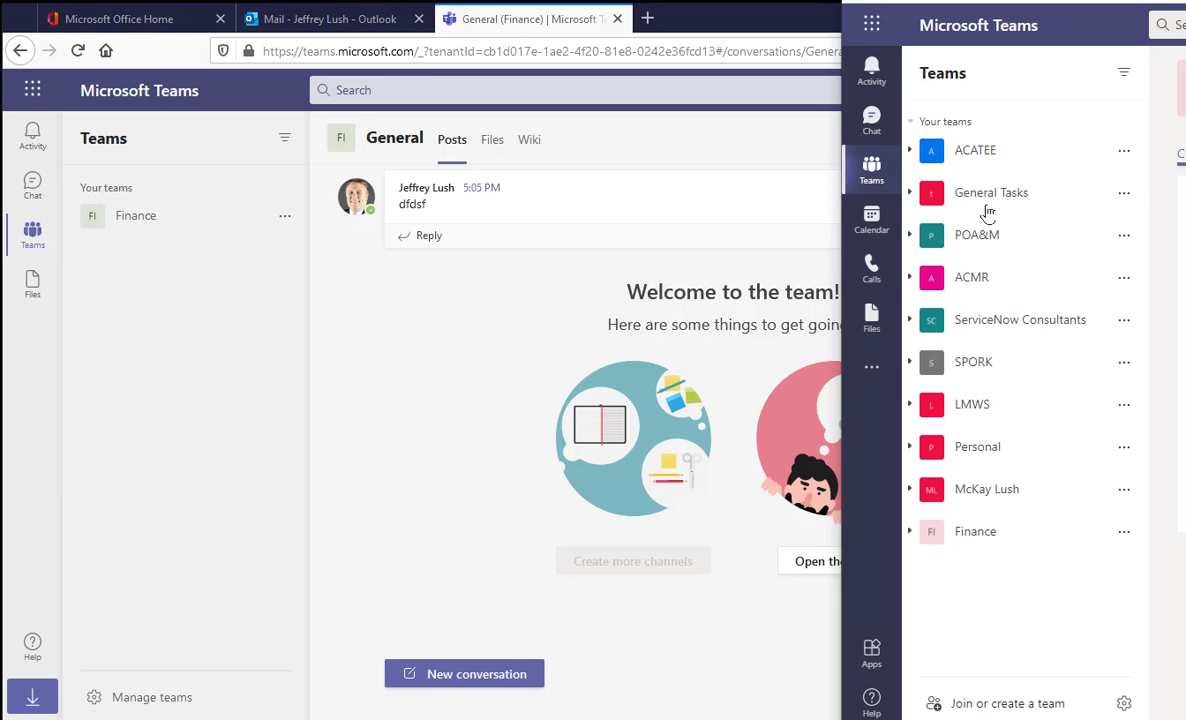 Microsoft Office Home
Mail - Jeffrey Lush - Outlook
General (Finance) | Microsoft Te
https://teams.microsoft.com/_?tenantId=cb1d017e-1ae2-4f20-81e8-0242e36fcd13#/conversations/Genera
Microsoft Teams
Search
Activity
Chat
Teams
Files
Help
Teams
Your teams
FI
Finance
Manage teams
FI
General
Posts
Files
Wiki
Jeffrey Lush
5:05 PM
dfdsf
Reply
Welcome to the team!
Here are some things to get goin
Create more channels
Open the
New conversation
Microsoft Teams
Se
Activity
Chat
Teams
Calendar
Calls
Files
Apps
Help
Teams
Your teams
A
ACATEE
t
General Tasks
P
POA&M
A
ACMR
SC
ServiceNow Consultants
S
SPORK
L
LMWS
P
Personal
ML
McKay Lush
FI
Finance
Join or create a team
C